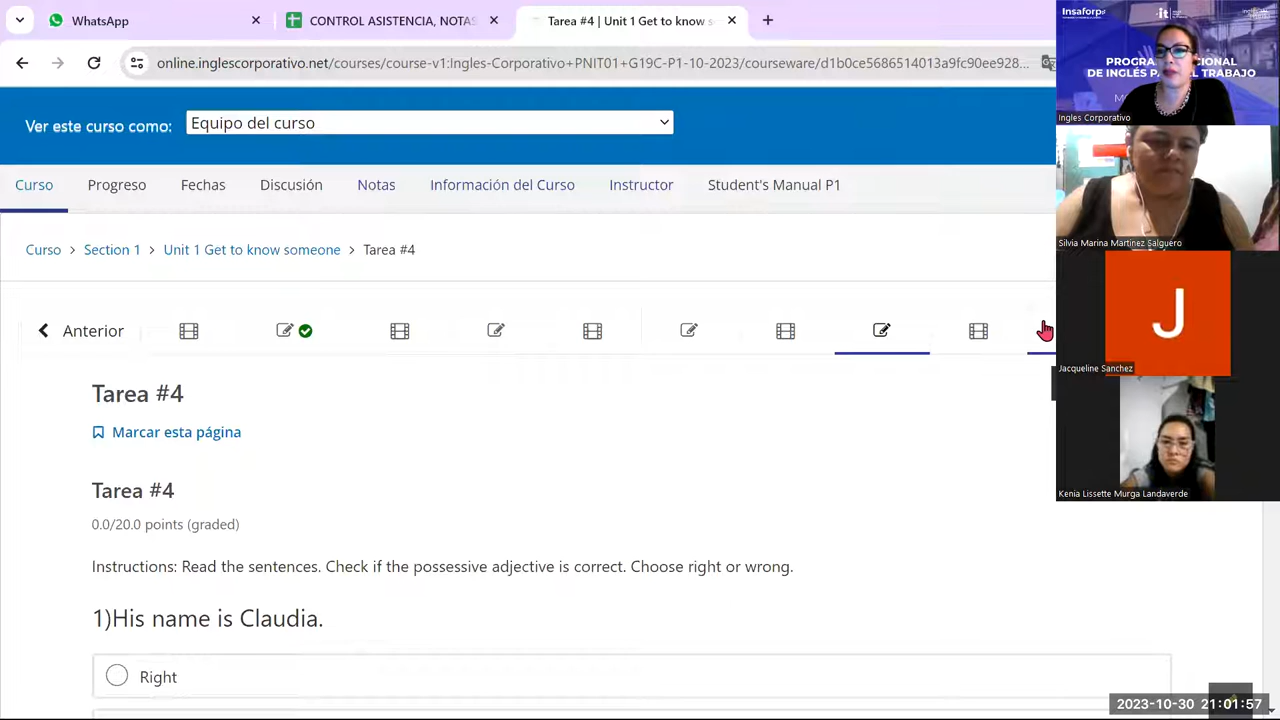 WhatsApp
CONTROL ASISTENCIA, NOTAS
Tarea #4 | Unit 1 Get to know s
online.inglescorporativo.net/courses/course-v1:Ingles-Corporativo+PNIT01+G19C-P1-10-2023/courseware/d1b0ce5686514013a9fc90ee928...
Ver este curso como:
Equipo del curso
Curso
Progreso
Fechas
Discusión
Notas
Información del Curso
Instructor
Student's Manual P1
Curso > Section 1 > Unit 1 Get to know someone > Tarea #4
Anterior
Tarea #4
Marcar esta página
Tarea #4
0.0/20.0 points (graded)
Instructions: Read the sentences. Check if the possessive adjective is correct. Choose right or wrong.
1)His name is Claudia.
Right
Insaforp
it
DE INGLÉS
TRABAJO
Ingles Corporativo
Silvia Marina Martinez Salguero
J
Jacqueline Sanchez
Kenia Lissette Murga Landaverde
2023-10-30 21:01:57